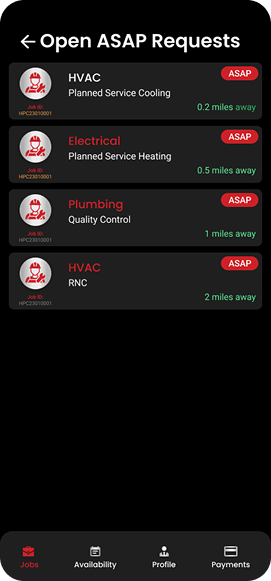 Open ASAP Requests
HVAC
ASAP
Planned Service Cooling
Job ID:
HPC23010001
0.2 miles away
Electrical
ASAP
Planned Service Heating
Job ID:
HPC23010001
0.5 miles away
Plumbing
ASAP
Quality Control
Job ID:
HPC23010001
1 miles away
HVAC
ASAP
RNC
Job ID:
HPC23010001
2 miles away
Jobs
Availability
Profile
Payments